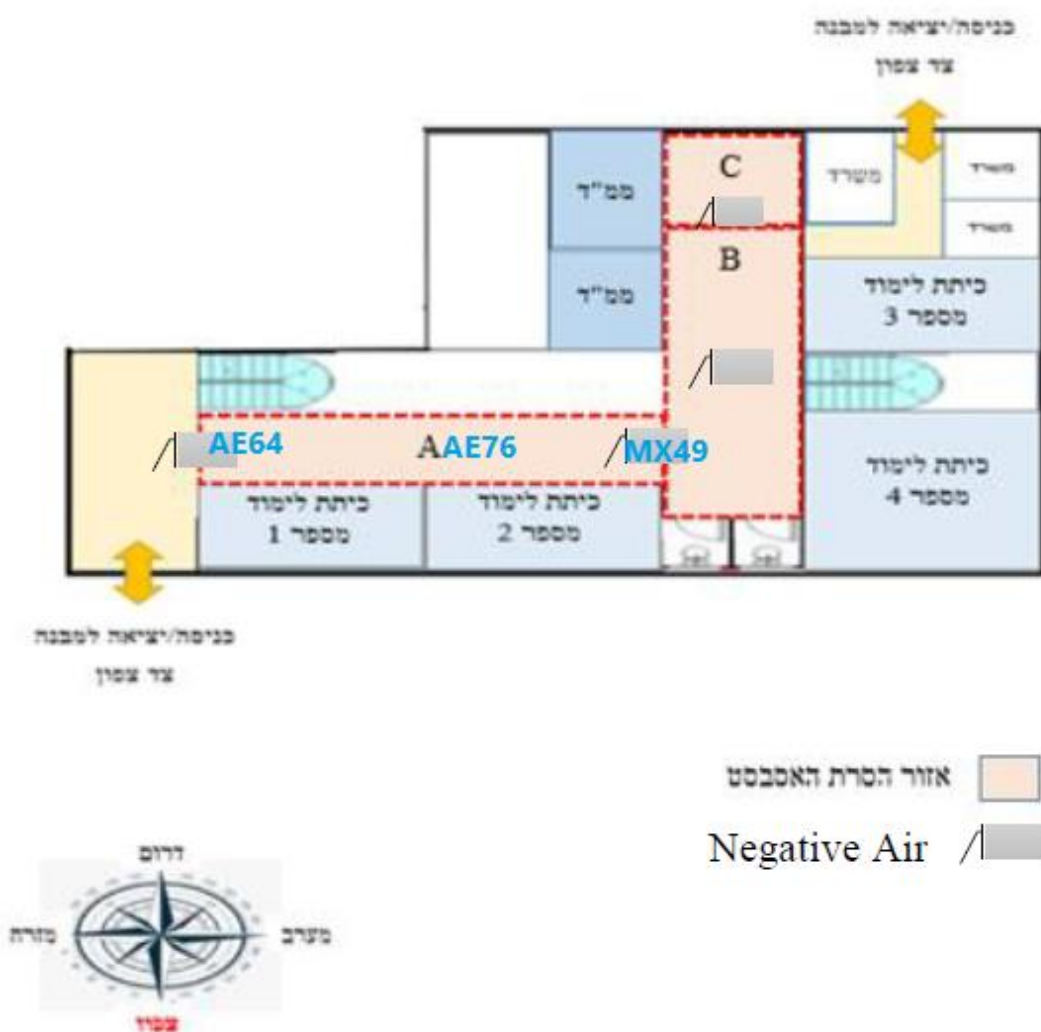 כניסה/יציאה למבנה
צד צפון
C
ממ"ד
משרד
משרד
משרד
B
ממ"ד
כיתת לימוד
מספר 3
AE64
A
AE76
MX49
כיתת לימוד
מספר 1
כיתת לימוד
מספר 2
כיתת לימוד
מספר 4
כניסה/יציאה למבנה
צד צפון
אזור הסרת האסבסט
Negative Air
דרום
מזרח
מערב
צפון